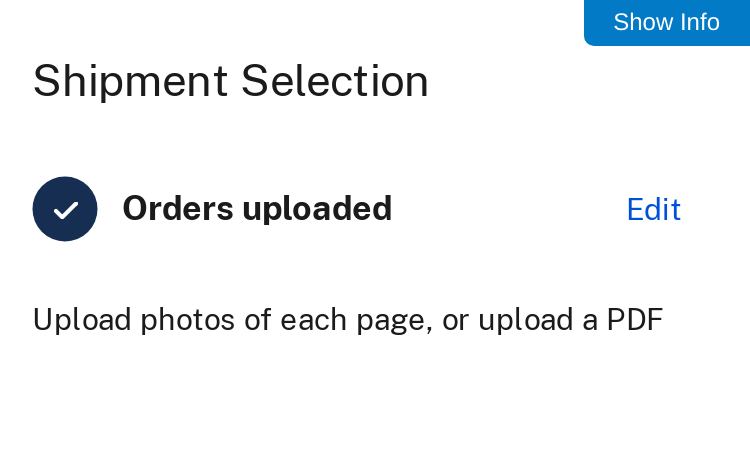 Show Info
Shipment Selection
Orders uploaded Edit
Upload photos of each page, or upload a PDF